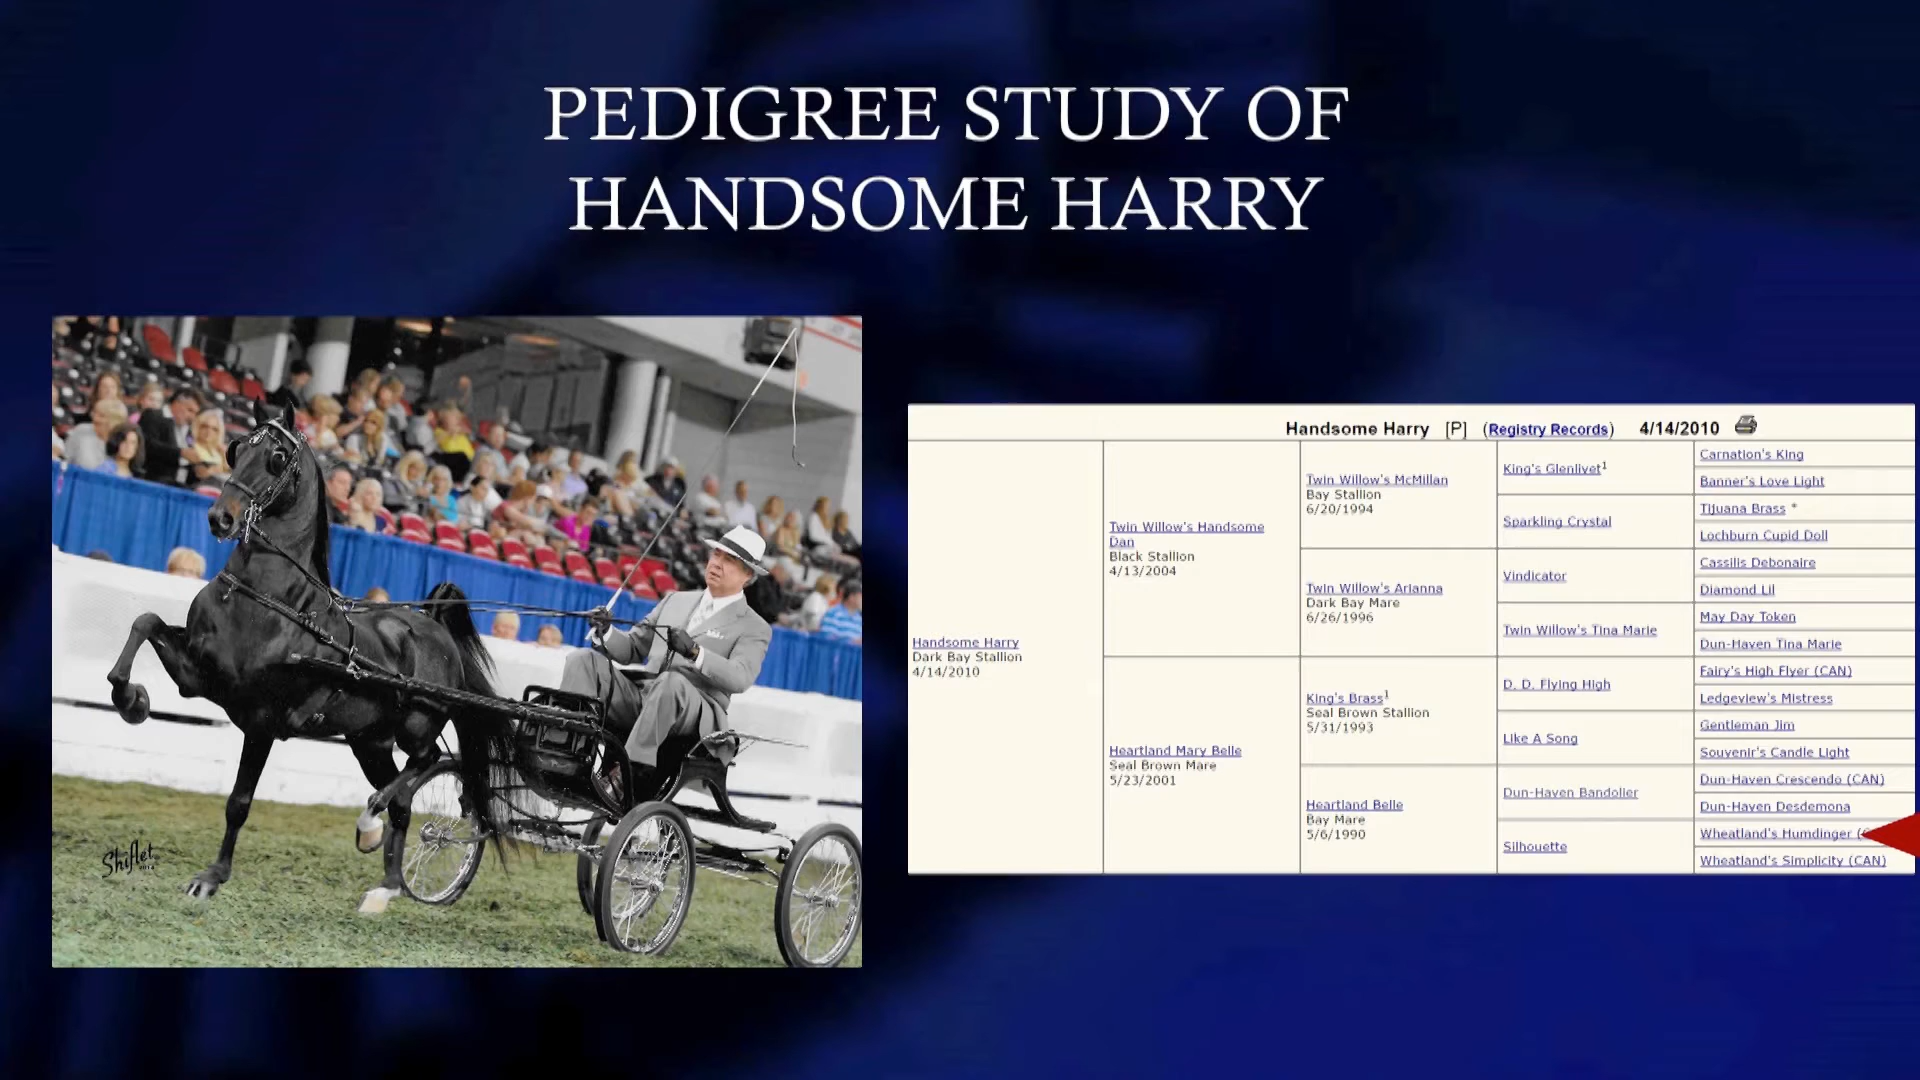 PEDIGREE STUDY OF
HANDSOME HARRY
Handsome Harry [P] (Registry Records) 4/14/2010
Handsome Harry
Dark Bay Stallion
4/14/2010
Twin Willow's Handsome
Dan
Black Stallion
4/13/2004
Heartland Mary Belle
Seal Brown Mare
5/23/2001
Twin Willow's McMillan
Bay Stallion
6/20/1994
Twin Willow's Arianna
Dark Bay Mare
6/26/1996
King's Brass1
Seal Brown Stallion
5/31/1993
Heartland Belle
Bay Mare
5/6/1990
King's Glenlivet1
Sparkling Crystal
Vindicator
Twin Willow's Tina Marie
D. D. Flying High
Like A Song
Dun-Haven Bandolier
Silhouette
Carnation's King
Banner's Love Light
Tijuana Brass *
Lochburn Cupid Doll
Cassilis Debonaire
Diamond Lil
May Day Token
Dun-Haven Tina Marie
Fairy's High Flyer (CAN)
Ledgeview's Mistress
Gentleman Jim
Souvenir's Candle Light
Dun-Haven Crescendo (CAN)
Dun-Haven Desdemona
Wheatland's Humdinger
Wheatland's Simplicity (CAN)
Shiflet